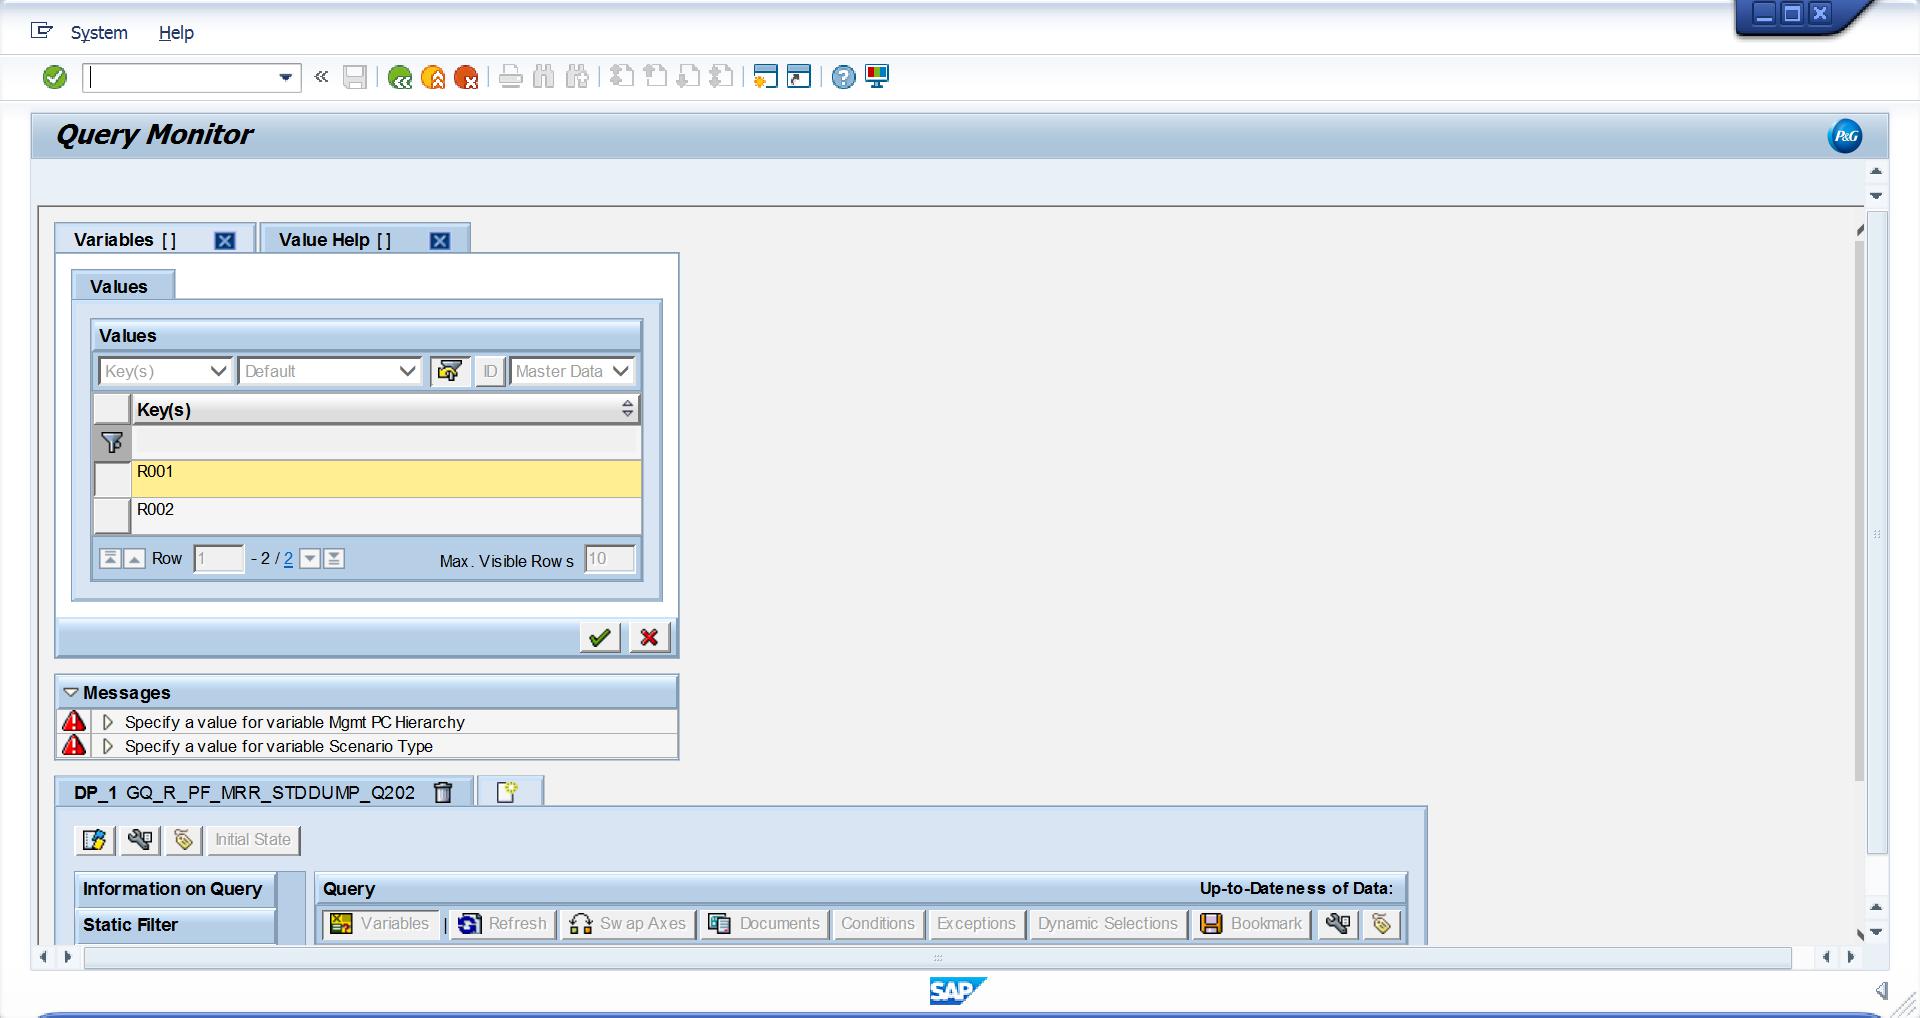 System Help
Query Monitor
P&G
Variables [ ] Value Help [ ]
Values
Values
Key(s) Default ID Master Data
Key(s)
R001
R002
Row 1 - 2 / 2 Max. Visible Rows 10
Messages
Specify a value for variable Mgmt PC Hierarchy
Specify a value for variable Scenario Type
DP_1 GQ_R_PF_MRR_STDDUMP_Q202
Initial State
Information on Query Query Up-to-Dateness of Data:
Static Filter Variables Refresh Swap Axes Documents Conditions Exceptions Dynamic Selections Bookmark
SAP